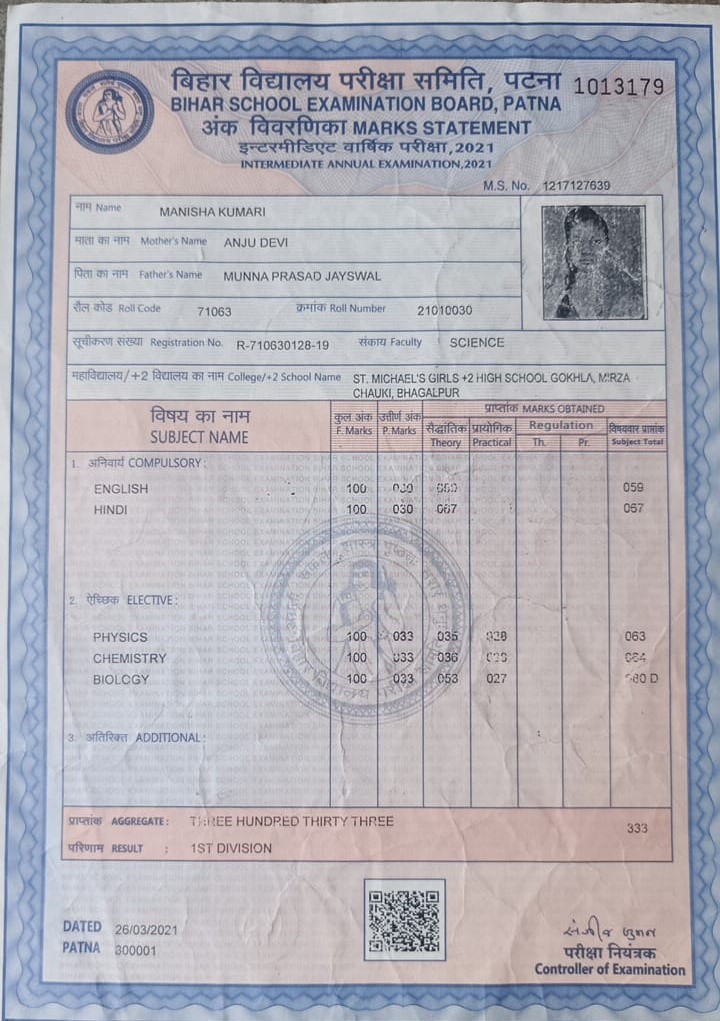 बिहार विद्यालय परीक्षा समिति, पटना 1013179
BIHAR SCHOOL EXAMINATION BOARD, PATNA
अंक विवरणिका MARKS STATEMENT
इन्टरमीडिएट वार्षिक परीक्षा, 2021
INTERMEDIATE ANNUAL EXAMINATION, 2021
M.S. No. 1217127639
नाम Name MANISHA KUMARI
माता का नाम Mother's Name ANJU DEVI
पिता का नाम Father's Name MUNNA PRASAD JAYSWAL
रौल कोड Roll Code 71063 क्रमांक Roll Number 21010030
सूचीकरण संख्या Registration No. R-710630128-19 संकाय Faculty : SCIENCE
महाविद्यालय/+2 विद्यालय का नाम College/+2 School Name ST. MICHAEL'S GIRLS +2 HIGH SCHOOL GOKHLA, MIRZA
CHAUKI, BHAGALPUR
विषय का नाम कुल अंक उत्तीर्ण अंक प्राप्तांक MARKS OBTAINED
SUBJECT NAME F. Marks P. Marks सैद्धांतिक प्रायोगिक Regulation विषयवार प्राप्तांक
Theory Practical Th. Pr. Subject Total
1. अनिवार्य COMPULSORY :
ENGLISH 100 030 059
HINDI 100 030 067 067
2. ऐच्छिक ELECTIVE :
PHYSICS 100 033 035 028 063
CHEMISTRY 100 033 036 064
BIOLOGY 100 033 053 027 080 D
3. अतिरिक्त ADDITIONAL :
प्राप्तांक AGGREGATE : THREE HUNDRED THIRTY THREE 333
परिणाम RESULT : 1ST DIVISION
DATED 26/03/2021
PATNA 800001
परीक्षा नियंत्रक
Controller of Examination